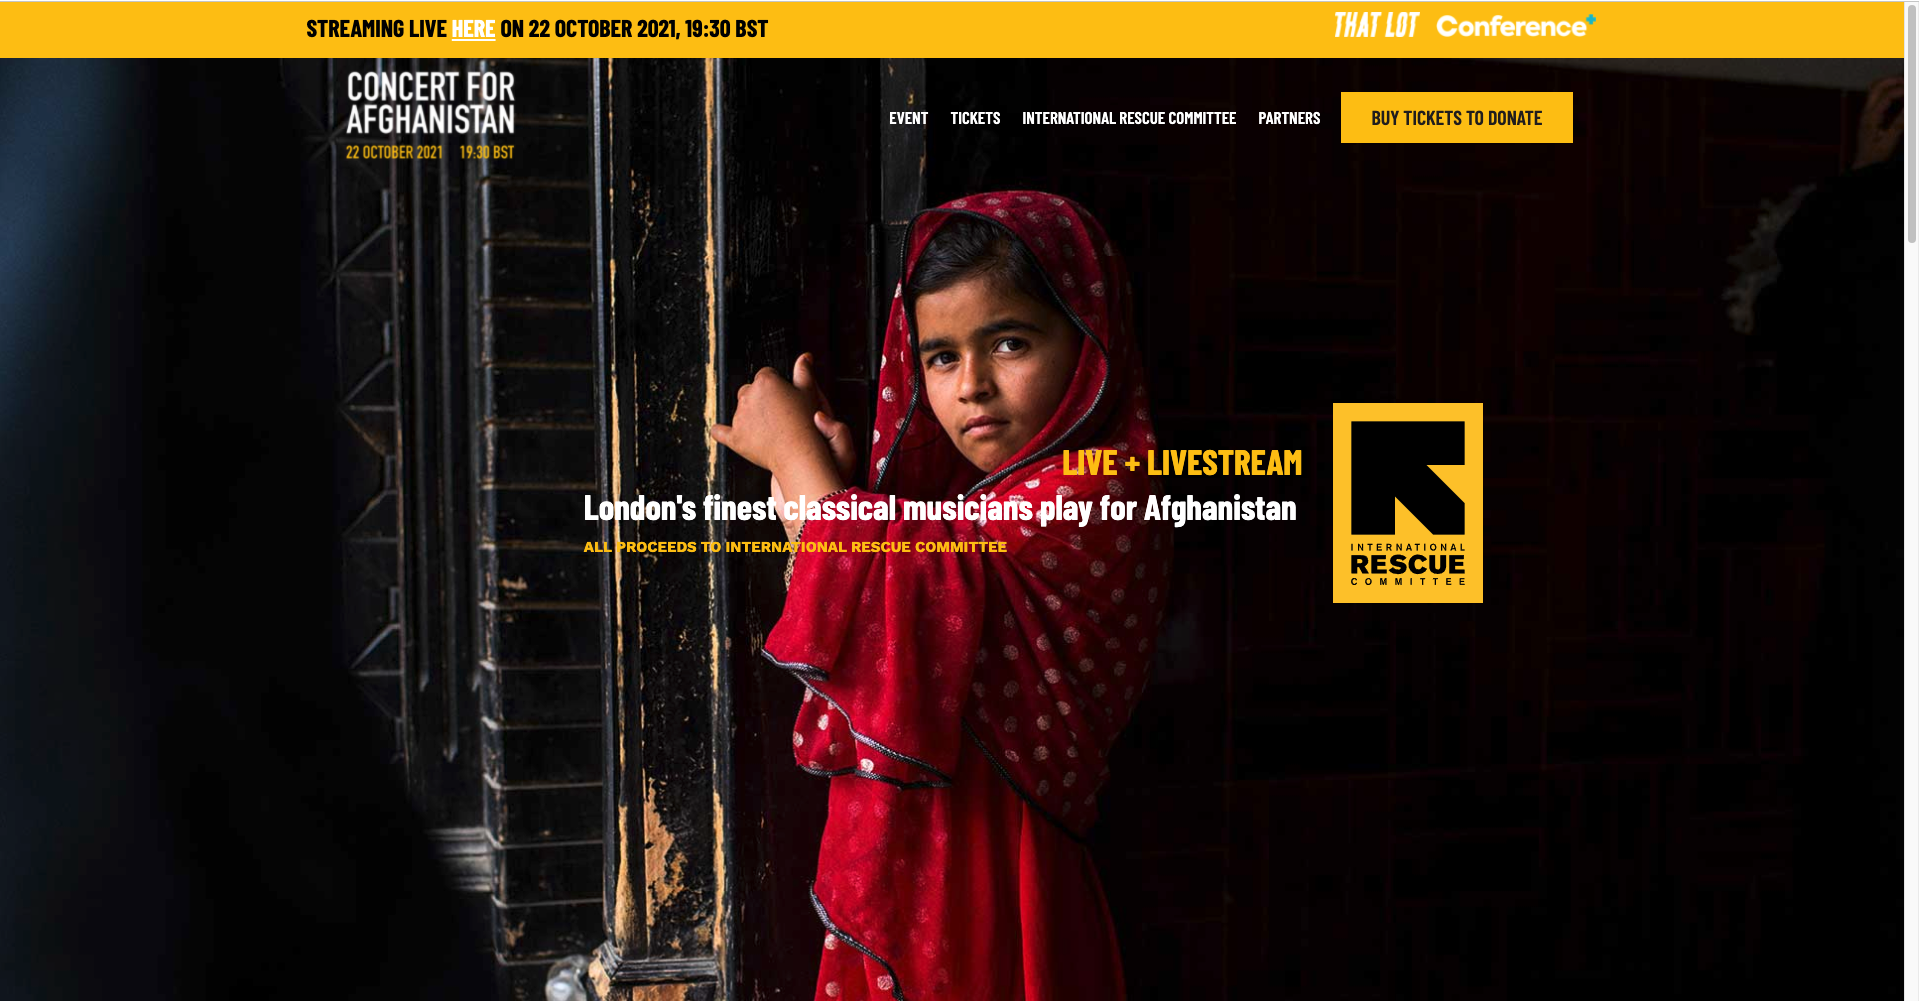 STREAMING LIVE HERE ON 22 OCTOBER 2021, 19:30 BST
THAT LOT
Conference+
CONCERT FOR
AFGHANISTAN
22 OCTOBER 2021 19:30 BST
EVENT
TICKETS
INTERNATIONAL RESCUE COMMITTEE
PARTNERS
BUY TICKETS TO DONATE
LIVE + LIVESTREAM
London's finest classical musicians play for Afghanistan
ALL PROCEEDS TO INTERNATIONAL RESCUE COMMITTEE
INTERNATIONAL
RESCUE
COMMITTEE